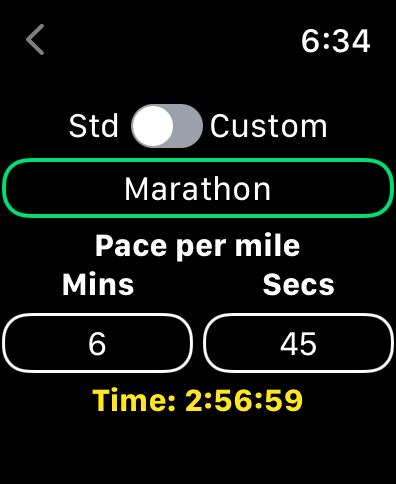 6:34
Std Custom
Marathon
Pace per mile
Mins Secs
6 45
Time: 2:56:59